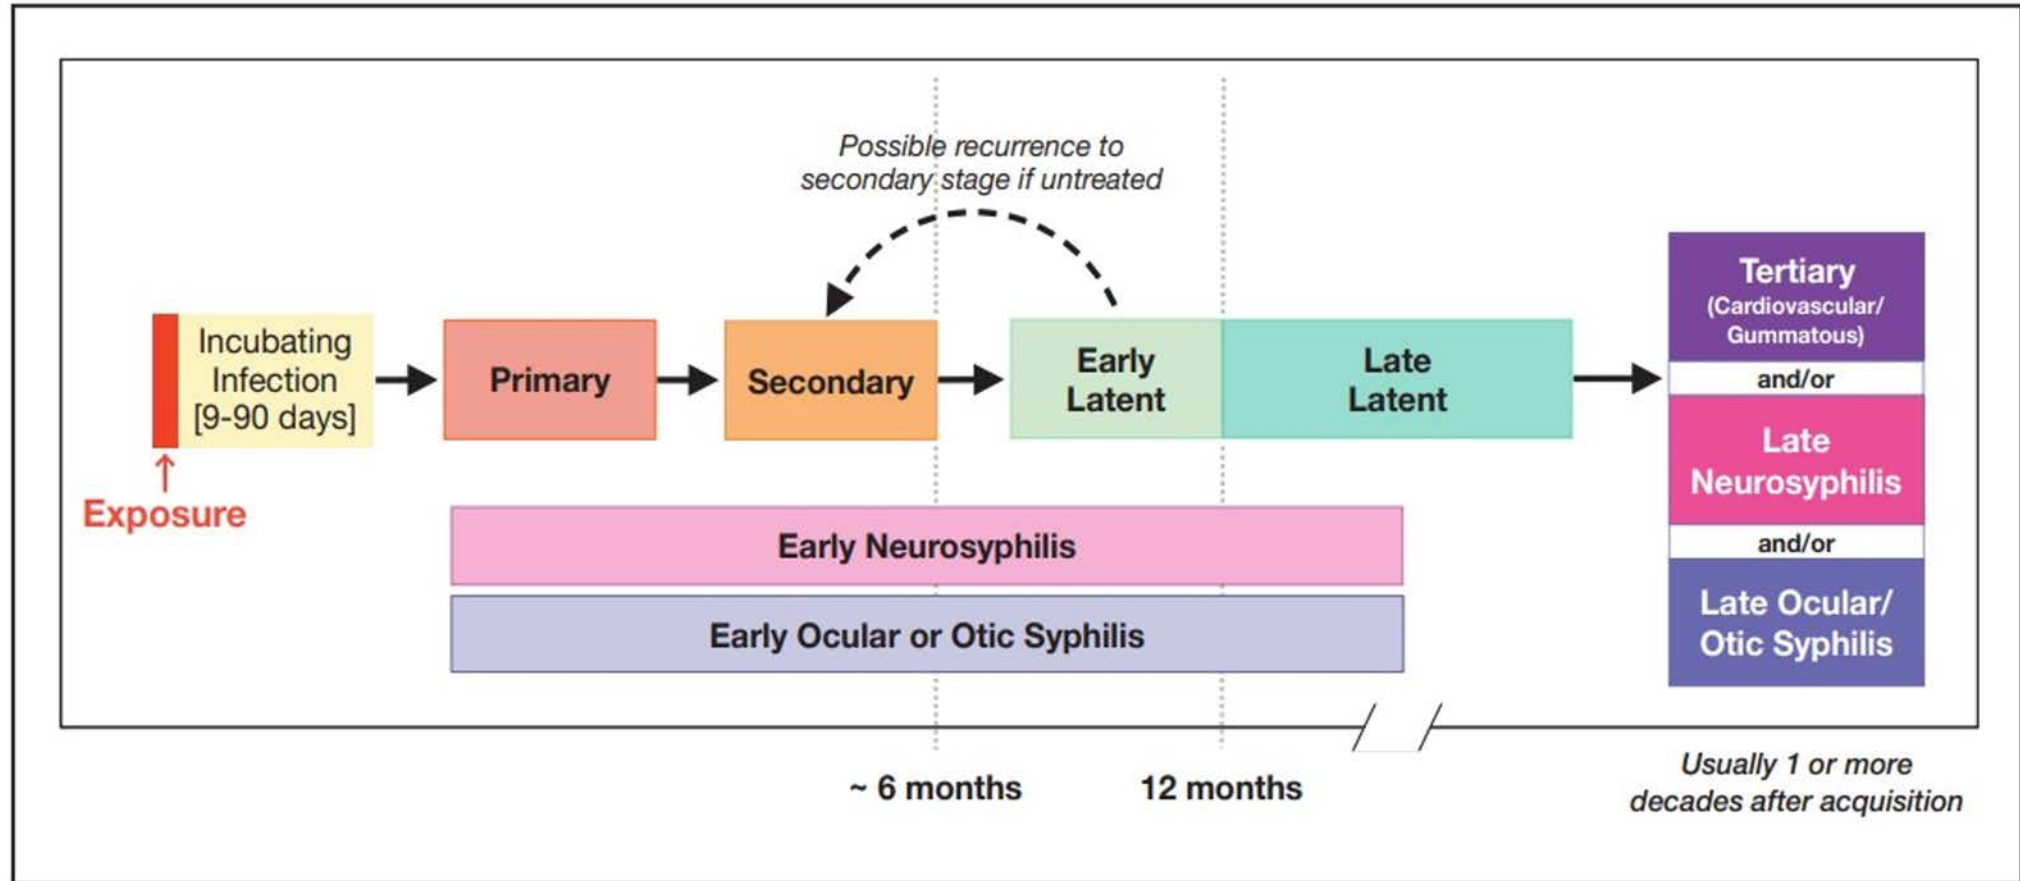 Possible recurrence to
secondary stage if untreated
Incubating
Infection
[9-90 days]
Exposure
Primary
Secondary
Early
Latent
Late
Latent
Tertiary
(Cardiovascular/
Gummatous)
and/or
Late
Neurosyphilis
and/or
Late Ocular/
Otic Syphilis
Early Neurosyphilis
Early Ocular or Otic Syphilis
~ 6 months
12 months
Usually 1 or more
decades after acquisition